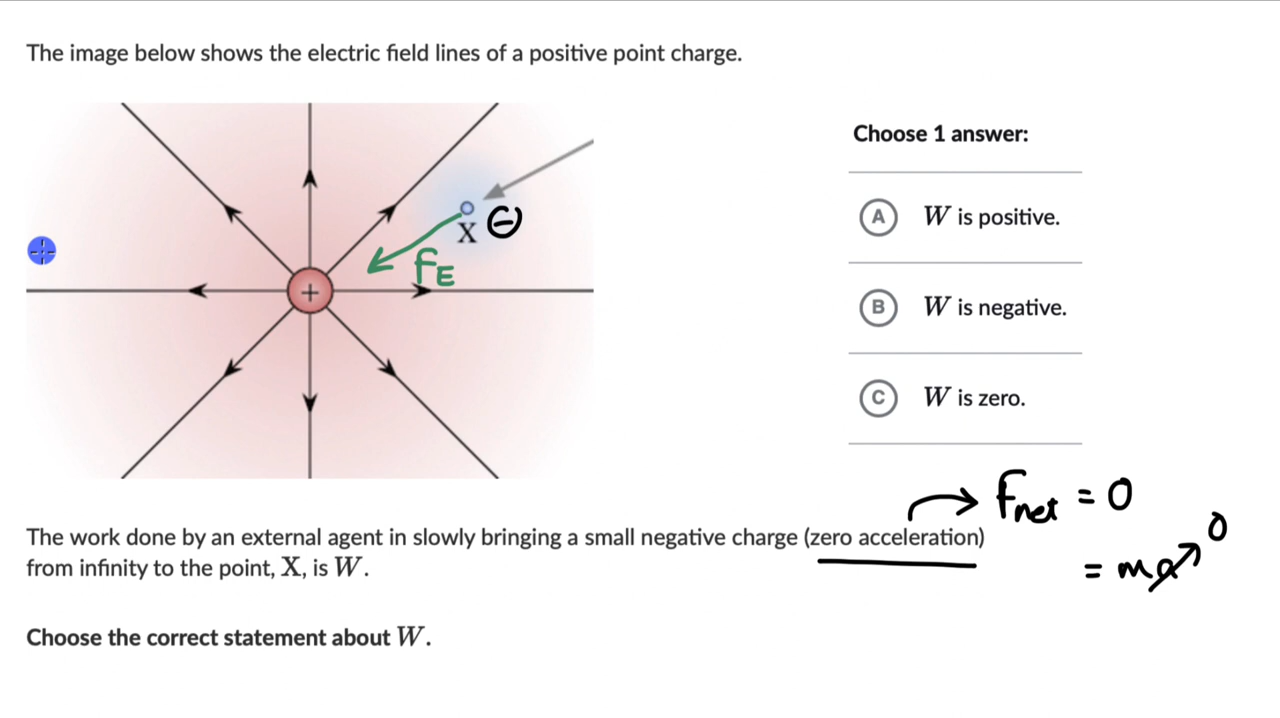 The image below shows the electric field lines of a positive point charge.
Choose 1 answer:
A W is positive.
B W is negative.
C W is zero.
X ⊖
F_E
+
F_net = 0
= ma 0
The work done by an external agent in slowly bringing a small negative charge (zero acceleration)
from infinity to the point, X, is W.
Choose the correct statement about W.